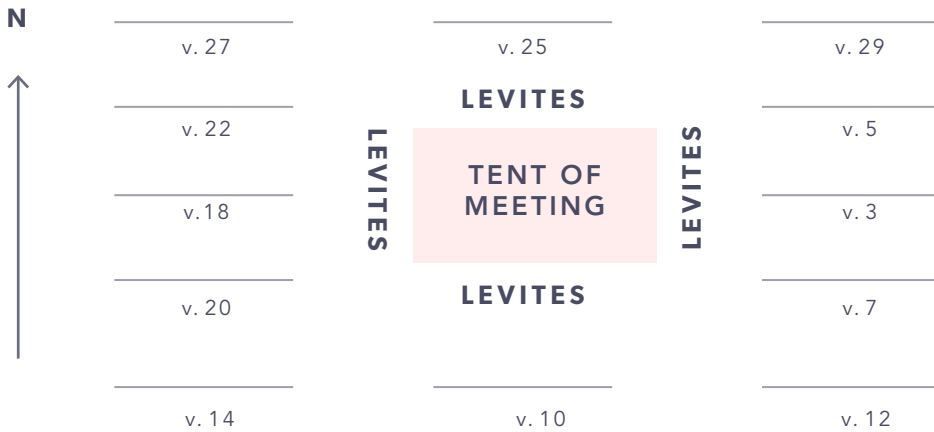 N
v. 27
v. 25
v. 29
LEVITES
v. 22
LEVITES
TENT OF
MEETING
LEVITES
v. 5
v.18
v. 3
LEVITES
v. 20
v. 7
v. 14
v. 10
v. 12